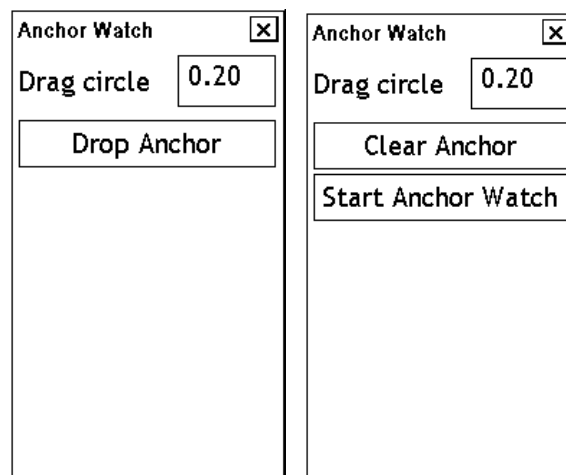 Anchor Watch
Drag circle 0.20
Drop Anchor
Anchor Watch
Drag circle 0.20
Clear Anchor
Start Anchor Watch